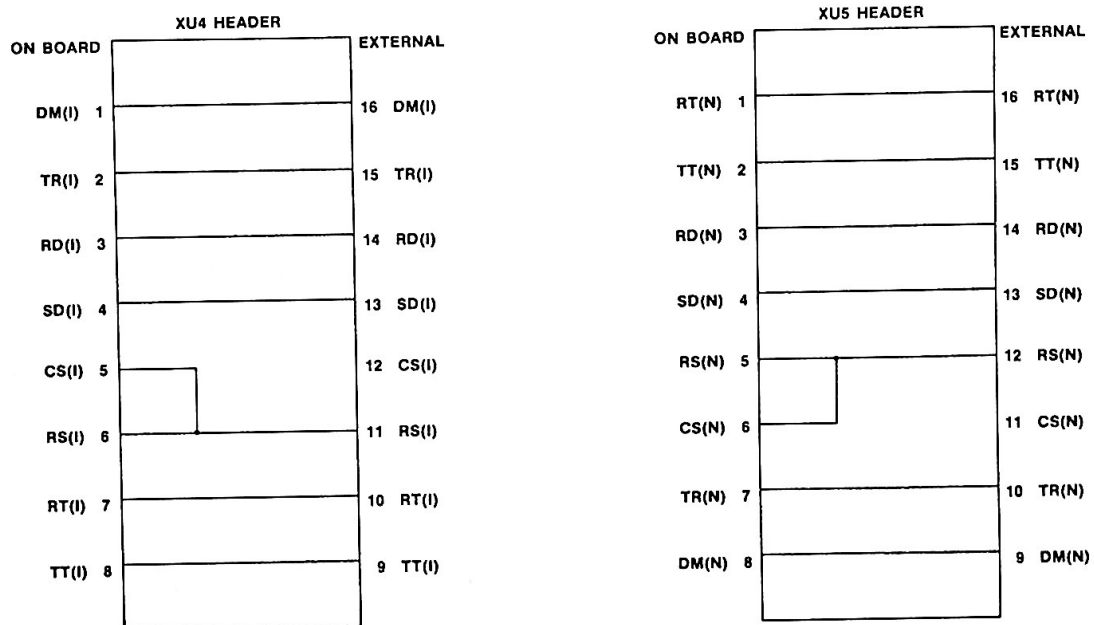 XU4 HEADER
ON BOARD EXTERNAL
DM(I) 1 16 DM(I)
TR(I) 2 15 TR(I)
RD(I) 3 14 RD(I)
SD(I) 4 13 SD(I)
CS(I) 5 12 CS(I)
RS(I) 6 11 RS(I)
RT(I) 7 10 RT(I)
TT(I) 8 9 TT(I)
XU5 HEADER
ON BOARD EXTERNAL
RT(N) 1 16 RT(N)
TT(N) 2 15 TT(N)
RD(N) 3 14 RD(N)
SD(N) 4 13 SD(N)
RS(N) 5 12 RS(N)
CS(N) 6 11 CS(N)
TR(N) 7 10 TR(N)
DM(N) 8 9 DM(N)